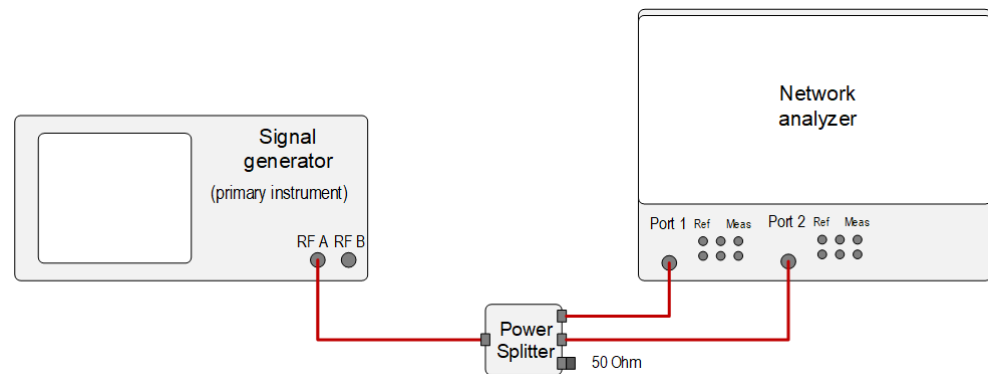 Signal
generator
(primary instrument)
RF A RF B
Network
analyzer
Port 1 Ref Meas Port 2 Ref Meas
Power
Splitter
50 Ohm